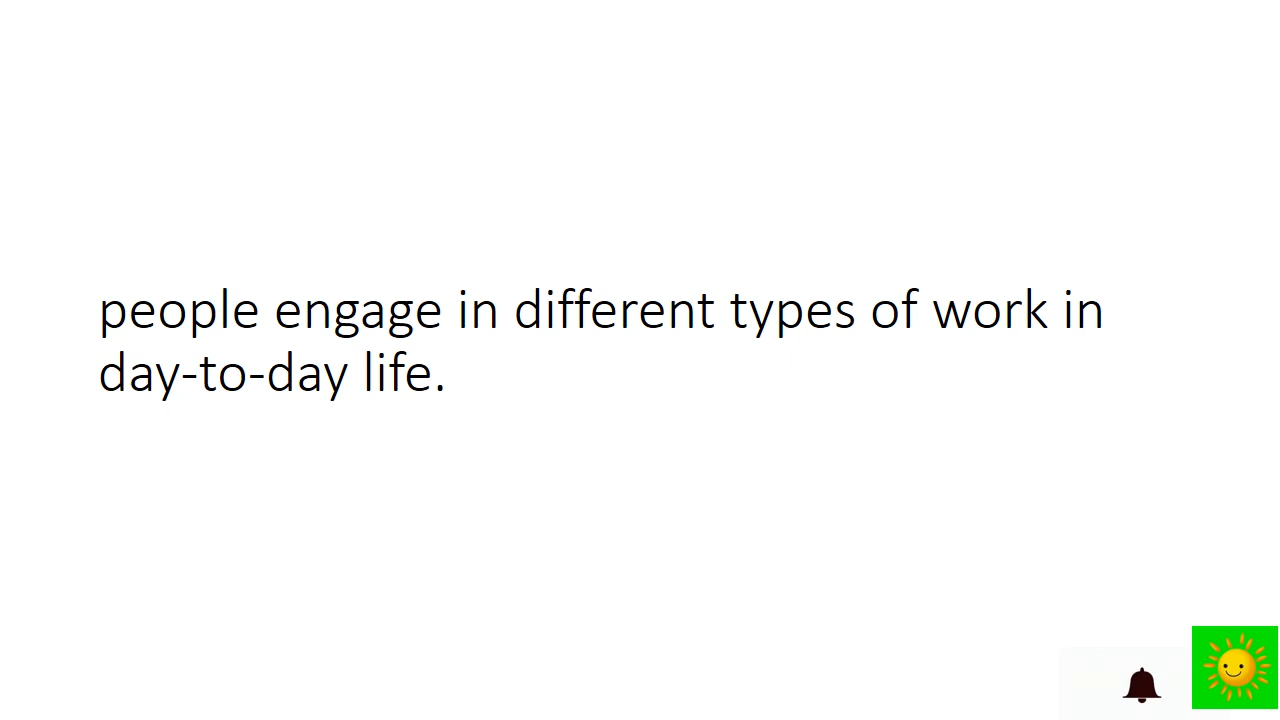 people engage in different types of work in
day-to-day life.